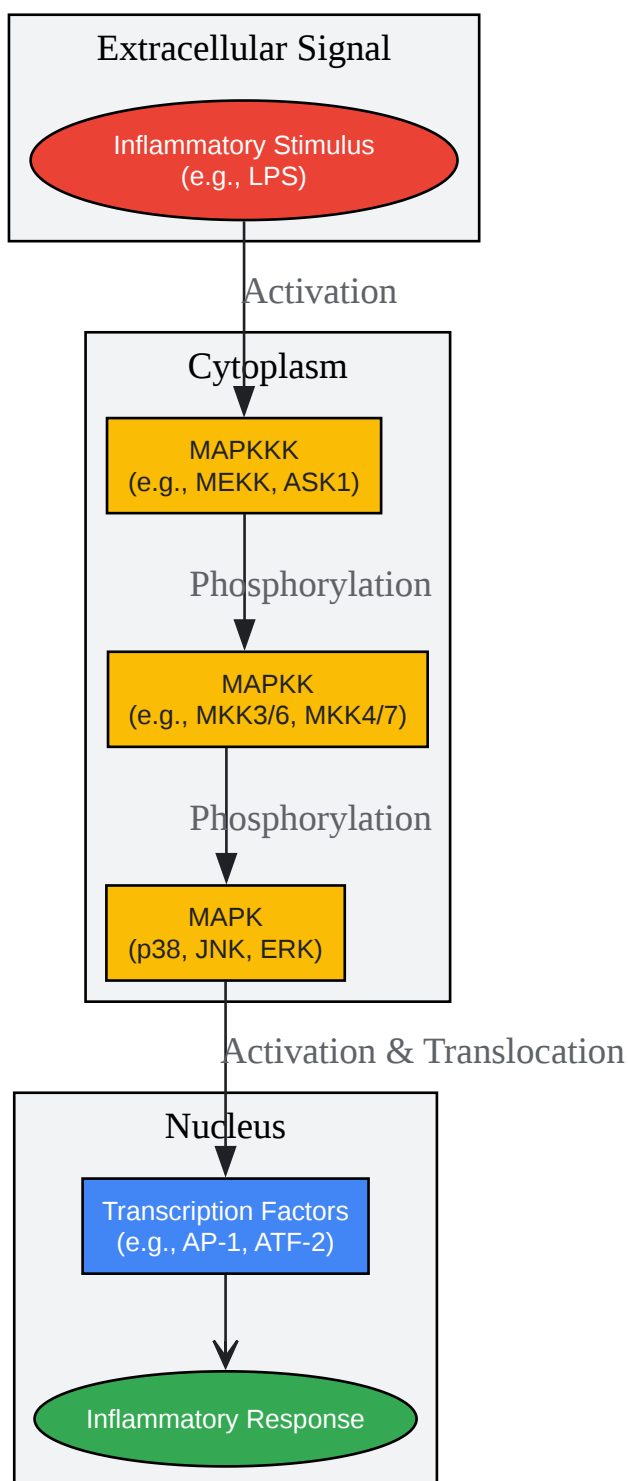 Extracellular Signal
Inflammatory Stimulus
(e.g., LPS)
Activation
Cytoplasm
MAPKKK
(e.g., MEKK, ASK1)
Phosphorylation
MAPKK
(e.g., MKK3/6, MKK4/7)
Phosphorylation
MAPK
(p38, JNK, ERK)
Activation & Translocation
Nucleus
Transcription Factors
(e.g., AP-1, ATF-2)
Inflammatory Response